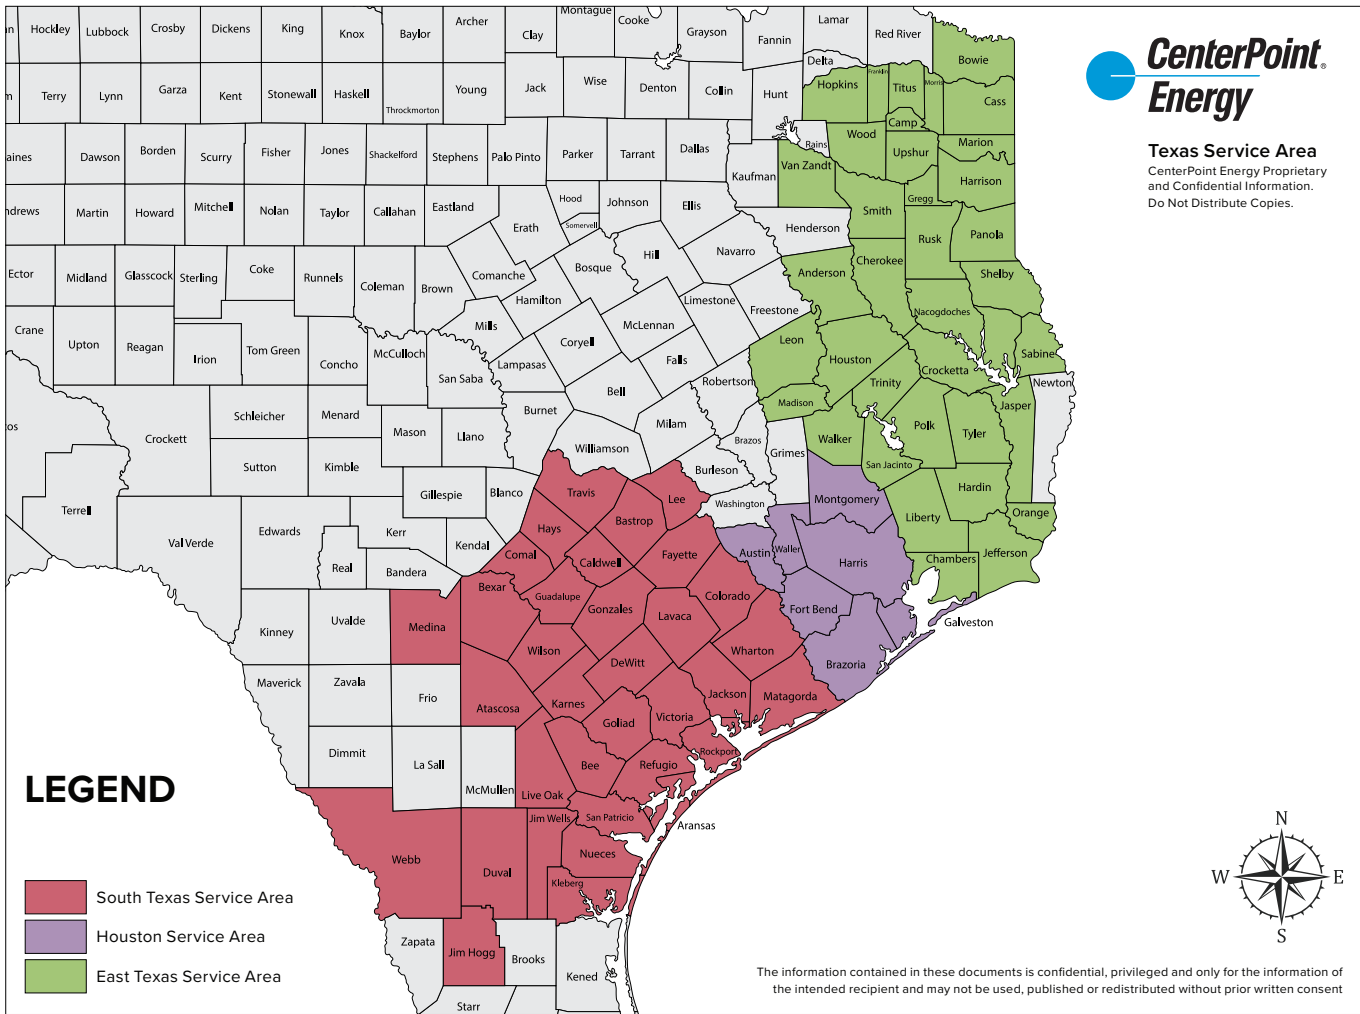 Montague
Cooke
Lamar
Hockley
Lubbock
Crosby
Dickens
King
Knox
Baylor
Archer
Clay
Grayson
Fannin
Red River
Delta
Bowie
Terry
Lynn
Garza
Kent
Stonewall
Haskell
Throckmorton
Young
Jack
Wise
Denton
Collin
Hunt
Hopkins
Franklin
Titus
Morris
Cass
aines
Dawson
Borden
Scurry
Fisher
Jones
Shackelford
Stephens
Palo Pinto
Parker
Tarrant
Dallas
Kaufman
Rains
Wood
Camp
Upshur
Marion
Van Zandt
Harrison
ndrews
Martin
Howard
Mitchell
Nolan
Taylor
Callahan
Eastland
Erath
Hood
Somervell
Johnson
Ellis
Henderson
Smith
Gregg
Rusk
Panola
Ector
Midland
Glasscock
Sterling
Coke
Runnels
Coleman
Brown
Comanche
Hamilton
Bosque
Hill
Navarro
Limestone
Freestone
Anderson
Cherokee
Shelby
Nacogdoches
Crane
Upton
Reagan
Irion
Tom Green
Concho
McCulloch
San Saba
Mills
Lampasas
Coryell
McLennan
Falls
Leon
Houston
Sabine
Crocketta
Trinity
Newton
Robertson
Bell
Burnet
Milam
Madison
Jasper
cos
Crockett
Schleicher
Menard
Mason
Llano
Williamson
Brazos
Grimes
Walker
Polk
Tyler
San Jacinto
Sutton
Kimble
Gillespie
Blanco
Travis
Lee
Burleson
Washington
Montgomery
Hardin
Terrell
Val Verde
Edwards
Kerr
Kendal
Hays
Bastrop
Liberty
Orange
Real
Bandera
Comal
Caldwell
Fayette
Austin
Waller
Harris
Chambers
Jefferson
Kinney
Uvalde
Medina
Bexar
Guadalupe
Gonzales
Colorado
Lavaca
Fort Bend
Galveston
Maverick
Zavala
Frio
Wilson
DeWitt
Wharton
Brazoria
Atascosa
Karnes
Goliad
Victoria
Jackson
Matagorda
Dimmit
La Sall
McMullen
Bee
Refugio
Rockport
Live Oak
Jim Wells
San Patricio
Aransas
Webb
Duval
Nueces
Kleberg
Zapata
Jim Hogg
Brooks
Kened
Starr
CenterPoint.
Energy
Texas Service Area
CenterPoint Energy Proprietary
and Confidential Information.
Do Not Distribute Copies.
LEGEND
South Texas Service Area
Houston Service Area
East Texas Service Area
N
W
E
S
The information contained in these documents is confidential, privileged and only for the information of
the intended recipient and may not be used, published or redistributed without prior written consent